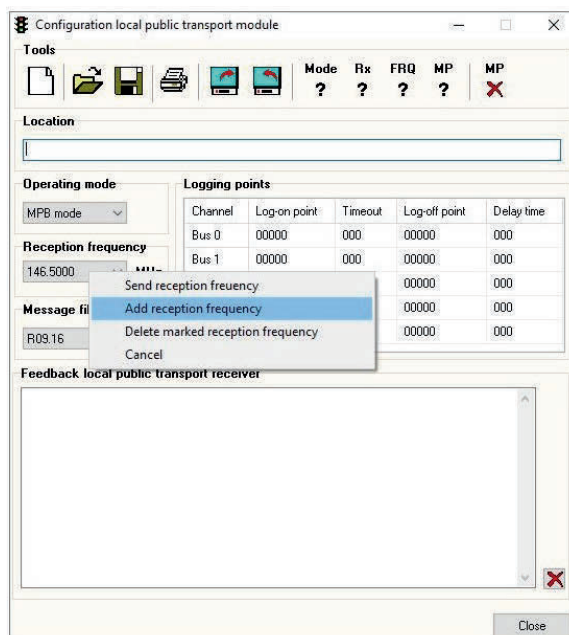 Configuration local public transport module
Tools
Mode ? Rx ? FRQ ? MP ? MP
Location
Operating mode
MPB mode
Reception frequency
146.5000 MHz
Message fil
R09.16
Logging points
Channel Log-on point Timeout Log-off point Delay time
Bus 0 00000 000 00000 000
Bus 1 00000 000 00000 000
00000 000
00000 000
00000 000
Send reception freuency
Add reception frequency
Delete marked reception frequency
Cancel
Feedback local public transport receiver
Close